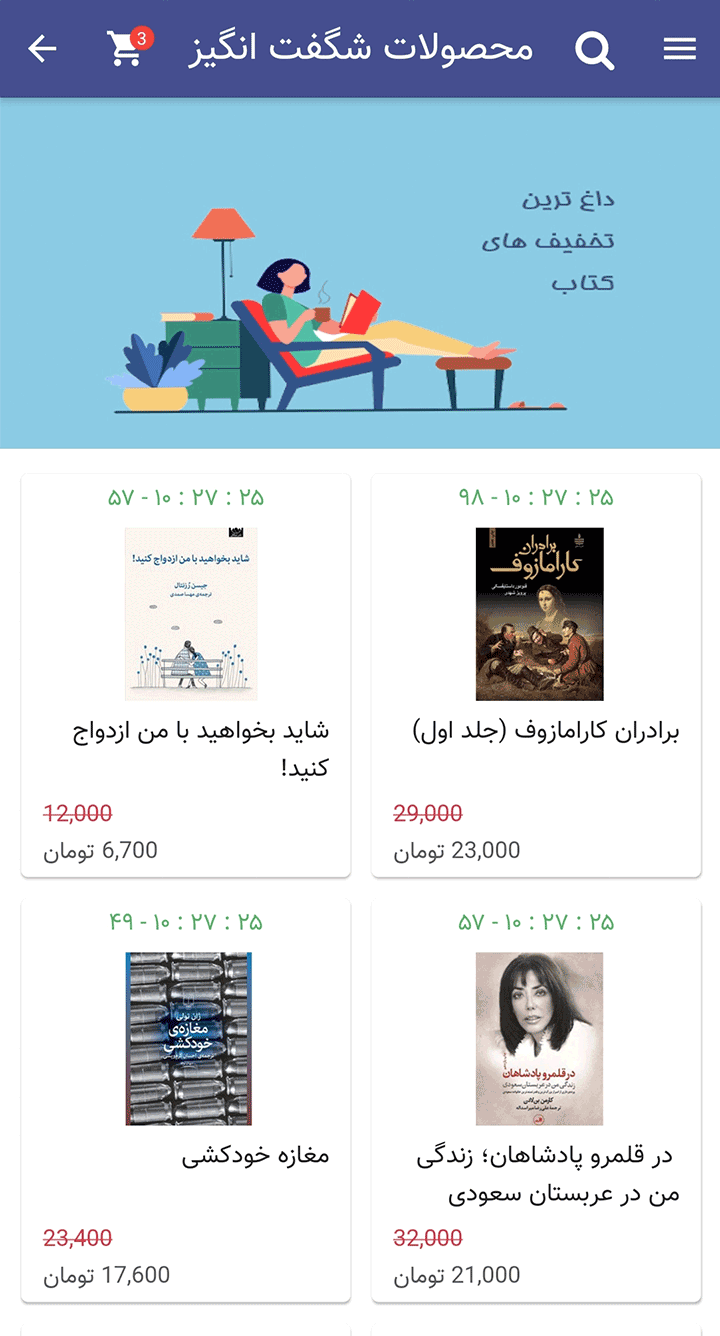 محصولات شگفت انگیز
3
داغ ترین
تخفیف های
کتاب
۹۸ - ۱۰ : ۲۷ : ۲۵
برادران
کارامازوف
فئودور داستایفسکی
پرویز شهدی
برادران کارامازوف (جلد اول)
29,000
23,000 تومان
۵۷ - ۱۰ : ۲۷ : ۲۵
شاید بخواهید با من ازدواج کنید!
جیسن رُزنتال
ترجمه‌ی مهسا صمدی
شاید بخواهید با من ازدواج
کنید!
12,000
6,700 تومان
۵۷ - ۱۰ : ۲۷ : ۲۵
در قلمرو پادشاهان
زندگی من در عربستان سعودی
کارمن بن‌لادن
در قلمرو پادشاهان؛ زندگی
من در عربستان سعودی
32,000
21,000 تومان
۴۹ - ۱۰ : ۲۷ : ۲۵
ژان تولی
مغازه‌ی
خودکشی
مغازه خودکشی
23,400
17,600 تومان